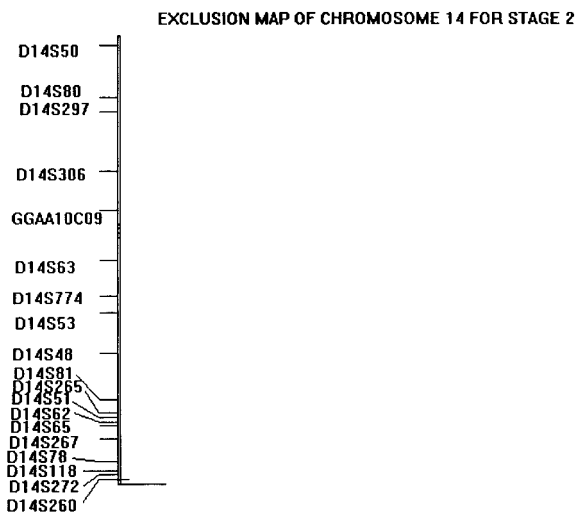 EXCLUSION MAP OF CHROMOSOME 14 FOR STAGE 2
D14S50
D14S80
D14S297
D14S306
GGAA10C09
D14S63
D14S774
D14S53
D14S48
D14S81
D14S265
D14S51
D14S62
D14S65
D14S267
D14S78
D14S118
D14S272
D14S260